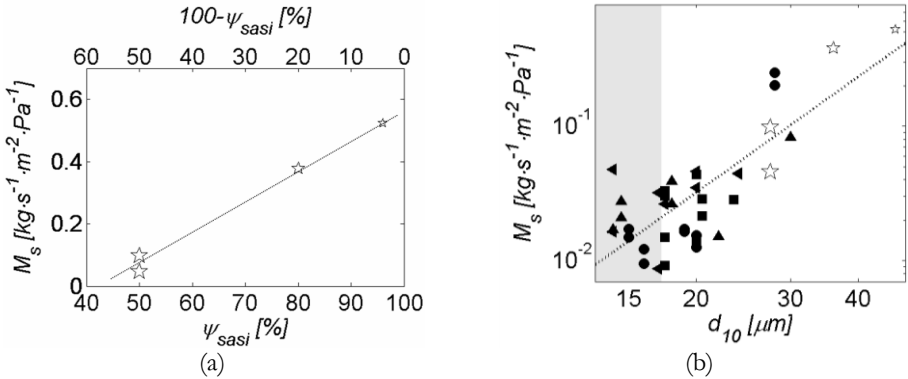 100-ψsasi [%]
60 50 40 30 20 10 0
Ms [kg·s-1·m-2·Pa-1]
0.6
0.4
0.2
0
40 50 60 70 80 90 100
ψsasi [%]
(a)
Ms [kg·s-1·m-2·Pa-1]
10-1
10-2
15 20 30 40
d10 [μm]
(b)